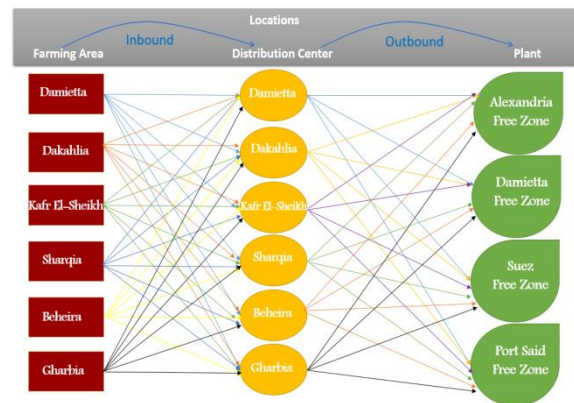 Locations
Inbound
Outbound
Farming Area
Distribution Center
Plant
Damietta
Dakahlia
Kafr El-Sheikh
Sharqia
Beheira
Gharbia
Damietta
Dakahlia
Kafr El-Sheikh
Sharqia
Beheira
Gharbia
Alexandria
Free Zone
Damietta
Free Zone
Suez
Free Zone
Port Said
Free Zone